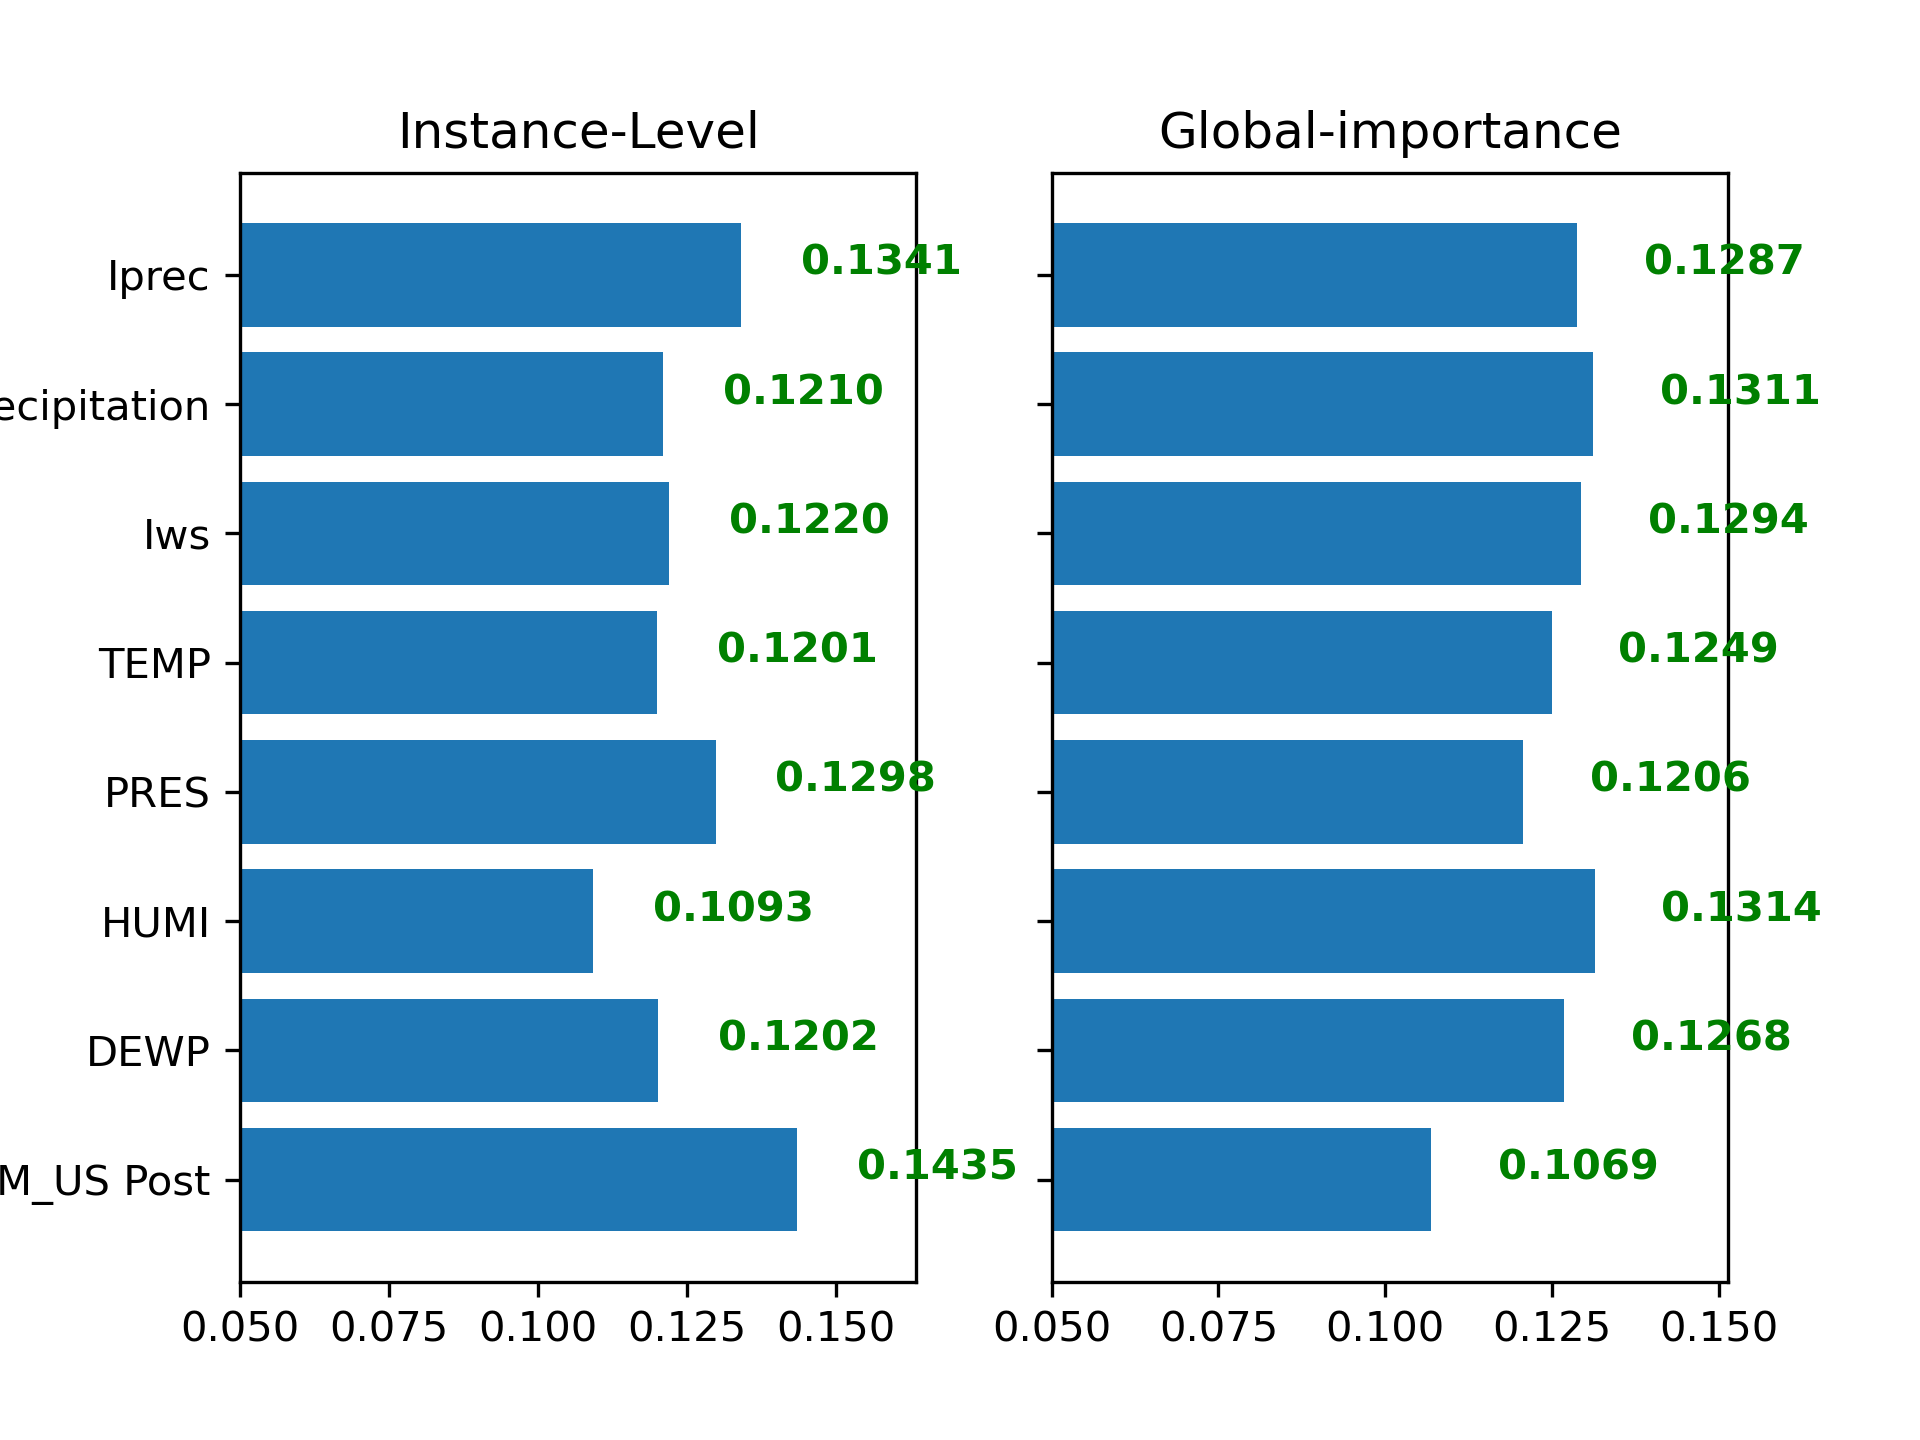 Instance-Level
Global-importance
Iprec
0.1341
0.1287
ecipitation
0.1210
0.1311
Iws
0.1220
0.1294
TEMP
0.1201
0.1249
PRES
0.1298
0.1206
HUMI
0.1093
0.1314
DEWP
0.1202
0.1268
M_US Post
0.1435
0.1069
0.050 0.075 0.100 0.125 0.150
0.050 0.075 0.100 0.125 0.150